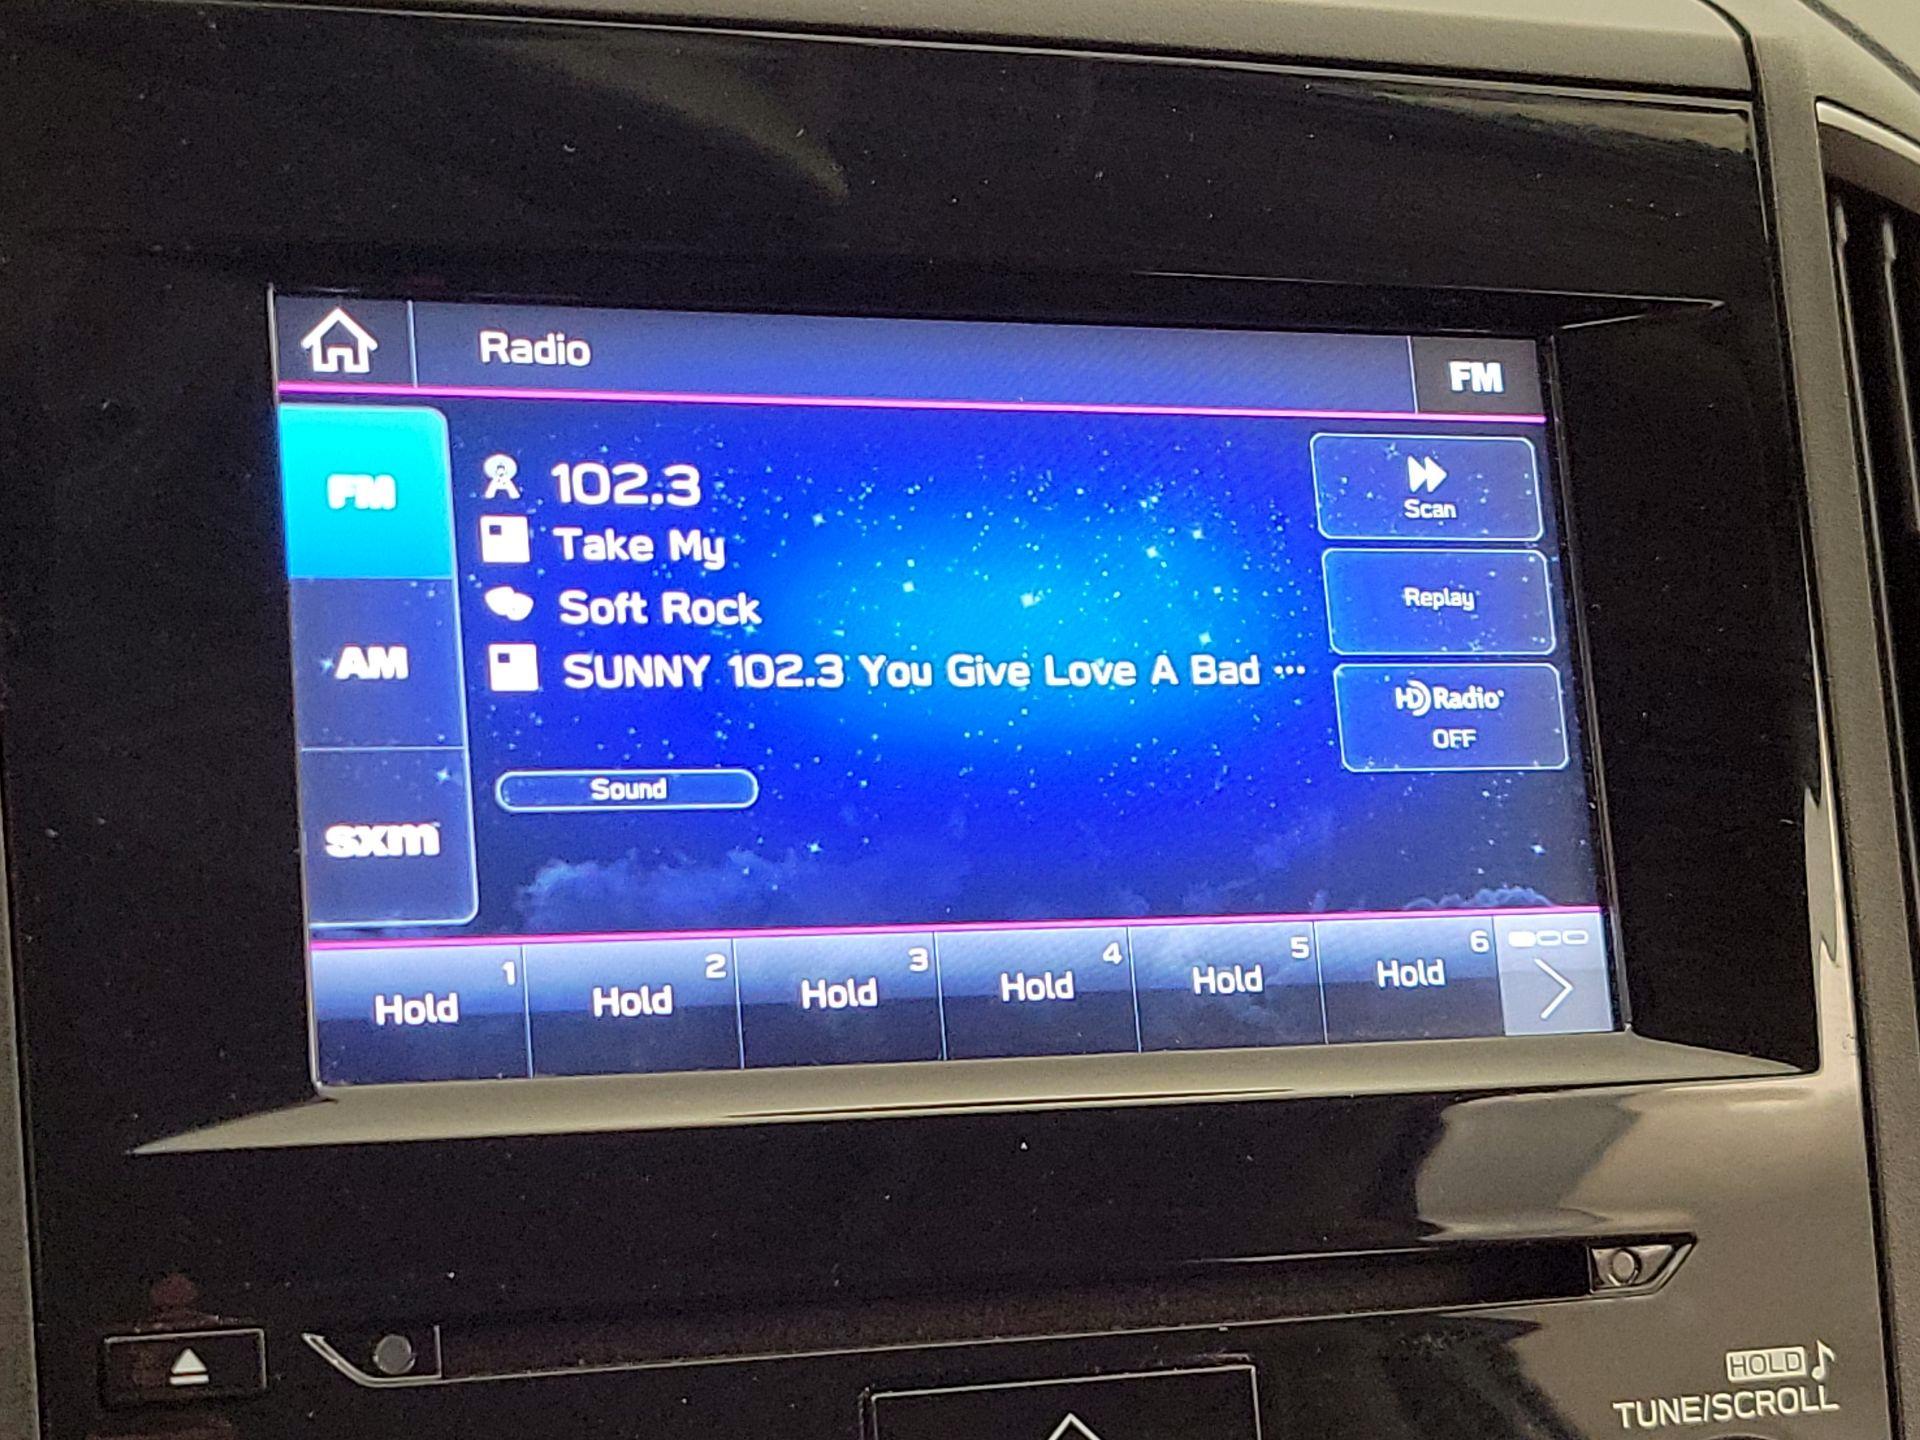 Radio
FM
FM
AM
sxm
102.3
Take My
Soft Rock
SUNNY 102.3 You Give Love A Bad ...
Sound
Scan
Replay
HD Radio
OFF
1
Hold
2
Hold
3
Hold
4
Hold
5
Hold
6
Hold
HOLD
TUNE/SCROLL